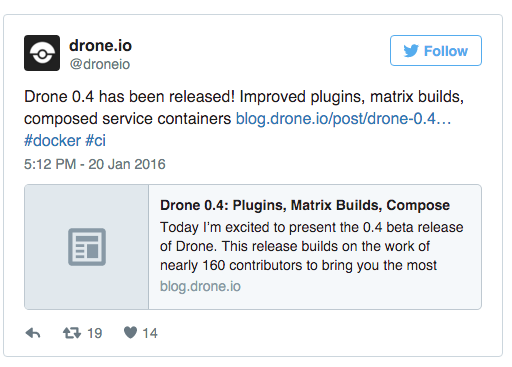 drone.io
@droneio
Follow
Drone 0.4 has been released! Improved plugins, matrix builds,
composed service containers blog.drone.io/post/drone-0.4…
#docker #ci
5:12 PM - 20 Jan 2016
Drone 0.4: Plugins, Matrix Builds, Compose
Today I'm excited to present the 0.4 beta release
of Drone. This release builds on the work of
nearly 160 contributors to bring you the most
blog.drone.io
19
14